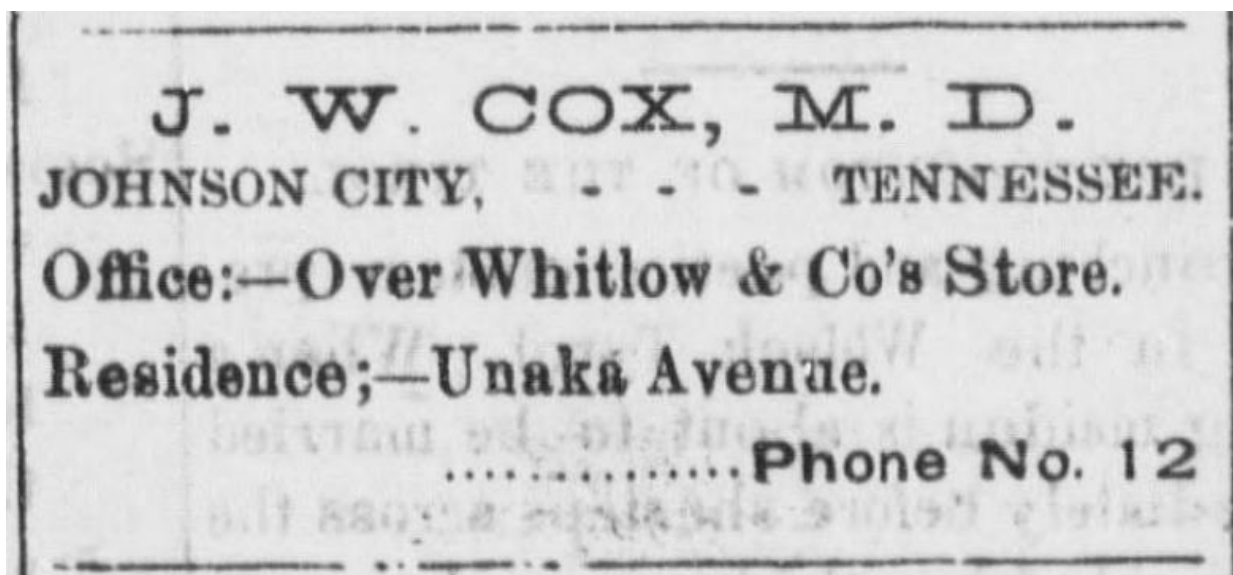 J. W. COX, M. D.
JOHNSON CITY, - - - TENNESSEE.
Office:—Over Whitlow & Co's Store.
Residence;—Unaka Avenue.
..............Phone No. 12